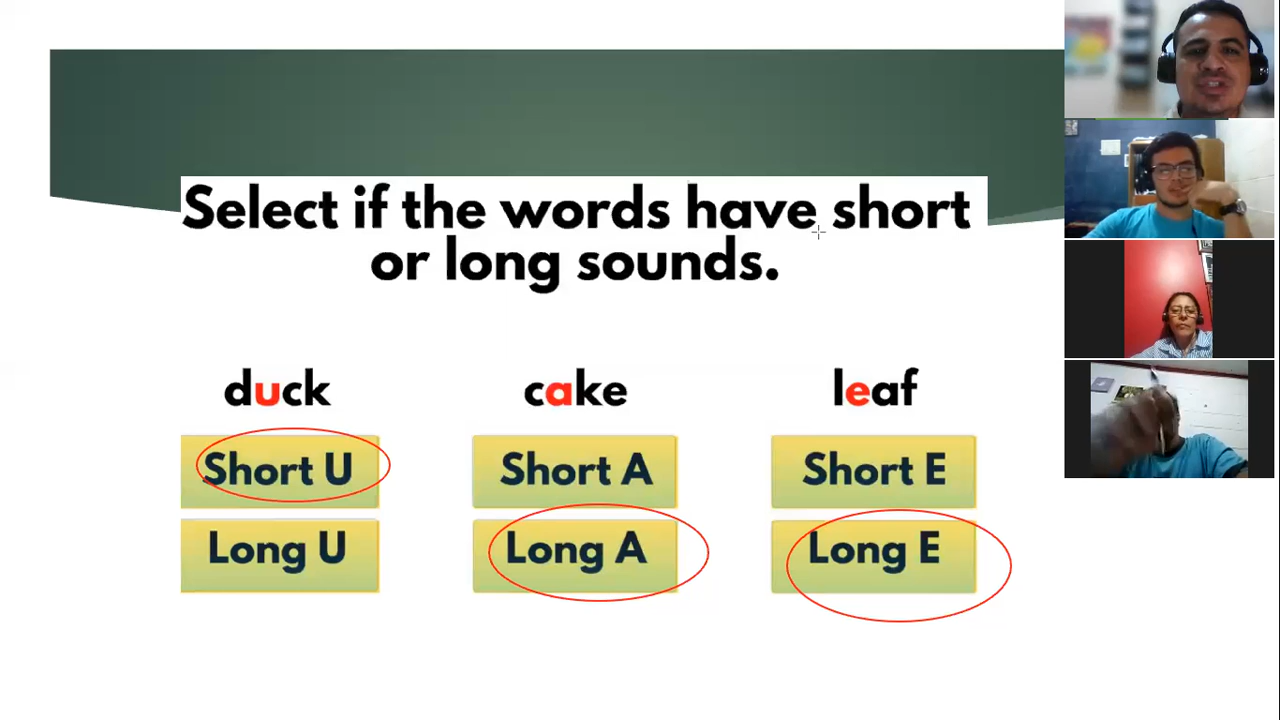 Select if the words have short
or long sounds.
duck
cake
leaf
Short U
Short A
Short E
Long U
Long A
Long E